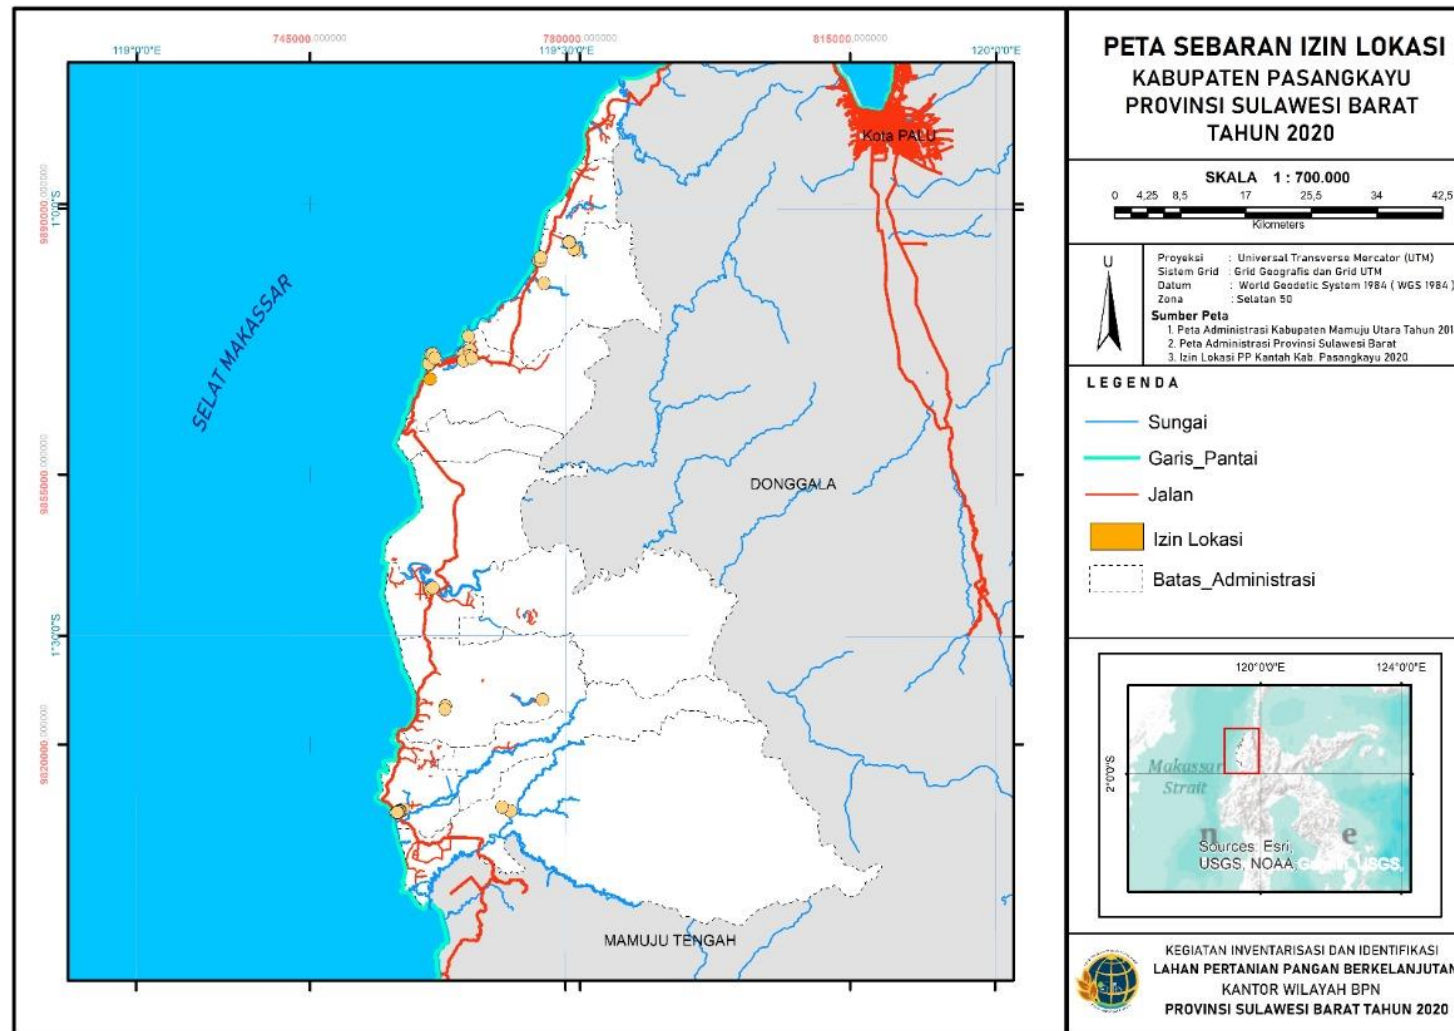 PETA SEBARAN IZIN LOKASI
KABUPATEN PASANGKAYU
PROVINSI SULAWESI BARAT
TAHUN 2020
SKALA 1 : 700.000
0 4,25 8,5 17 25,5 34 42,5
Kilometers
U
Proyeksi : Universal Transverse Mercator (UTM)
Sistem Grid : Grid Geografis dan Grid UTM
Datum : World Geodetic System 1984 ( WGS 1984 )
Zona : Selatan 50
Sumber Peta
1. Peta Administrasi Kabupaten Mamuju Utara Tahun 201
2. Peta Administrasi Provinsi Sulawesi Barat
3. Izin Lokasi PP Kantah Kab. Pasangkayu 2020
LEGENDA
Sungai
Garis_Pantai
Jalan
Izin Lokasi
Batas_Administrasi
120°0'0"E 124°0'0"E
2°0'0"S
Makassar
Strait
n e
Sources: Esri,
USGS, NOAA, USGS,
KEGIATAN INVENTARISASI DAN IDENTIFIKASI
LAHAN PERTANIAN PANGAN BERKELANJUTAN
KANTOR WILAYAH BPN
PROVINSI SULAWESI BARAT TAHUN 2020
745000.000000 780000.000000 815000.000000
119°0'0"E 119°30'0"E 120°0'0"E
9890000.000000
1°0'0"S
9855000.000000
1°30'0"S
9820000.000000
Kota PALU
SELAT MAKASSAR
DONGGALA
MAMUJU TENGAH